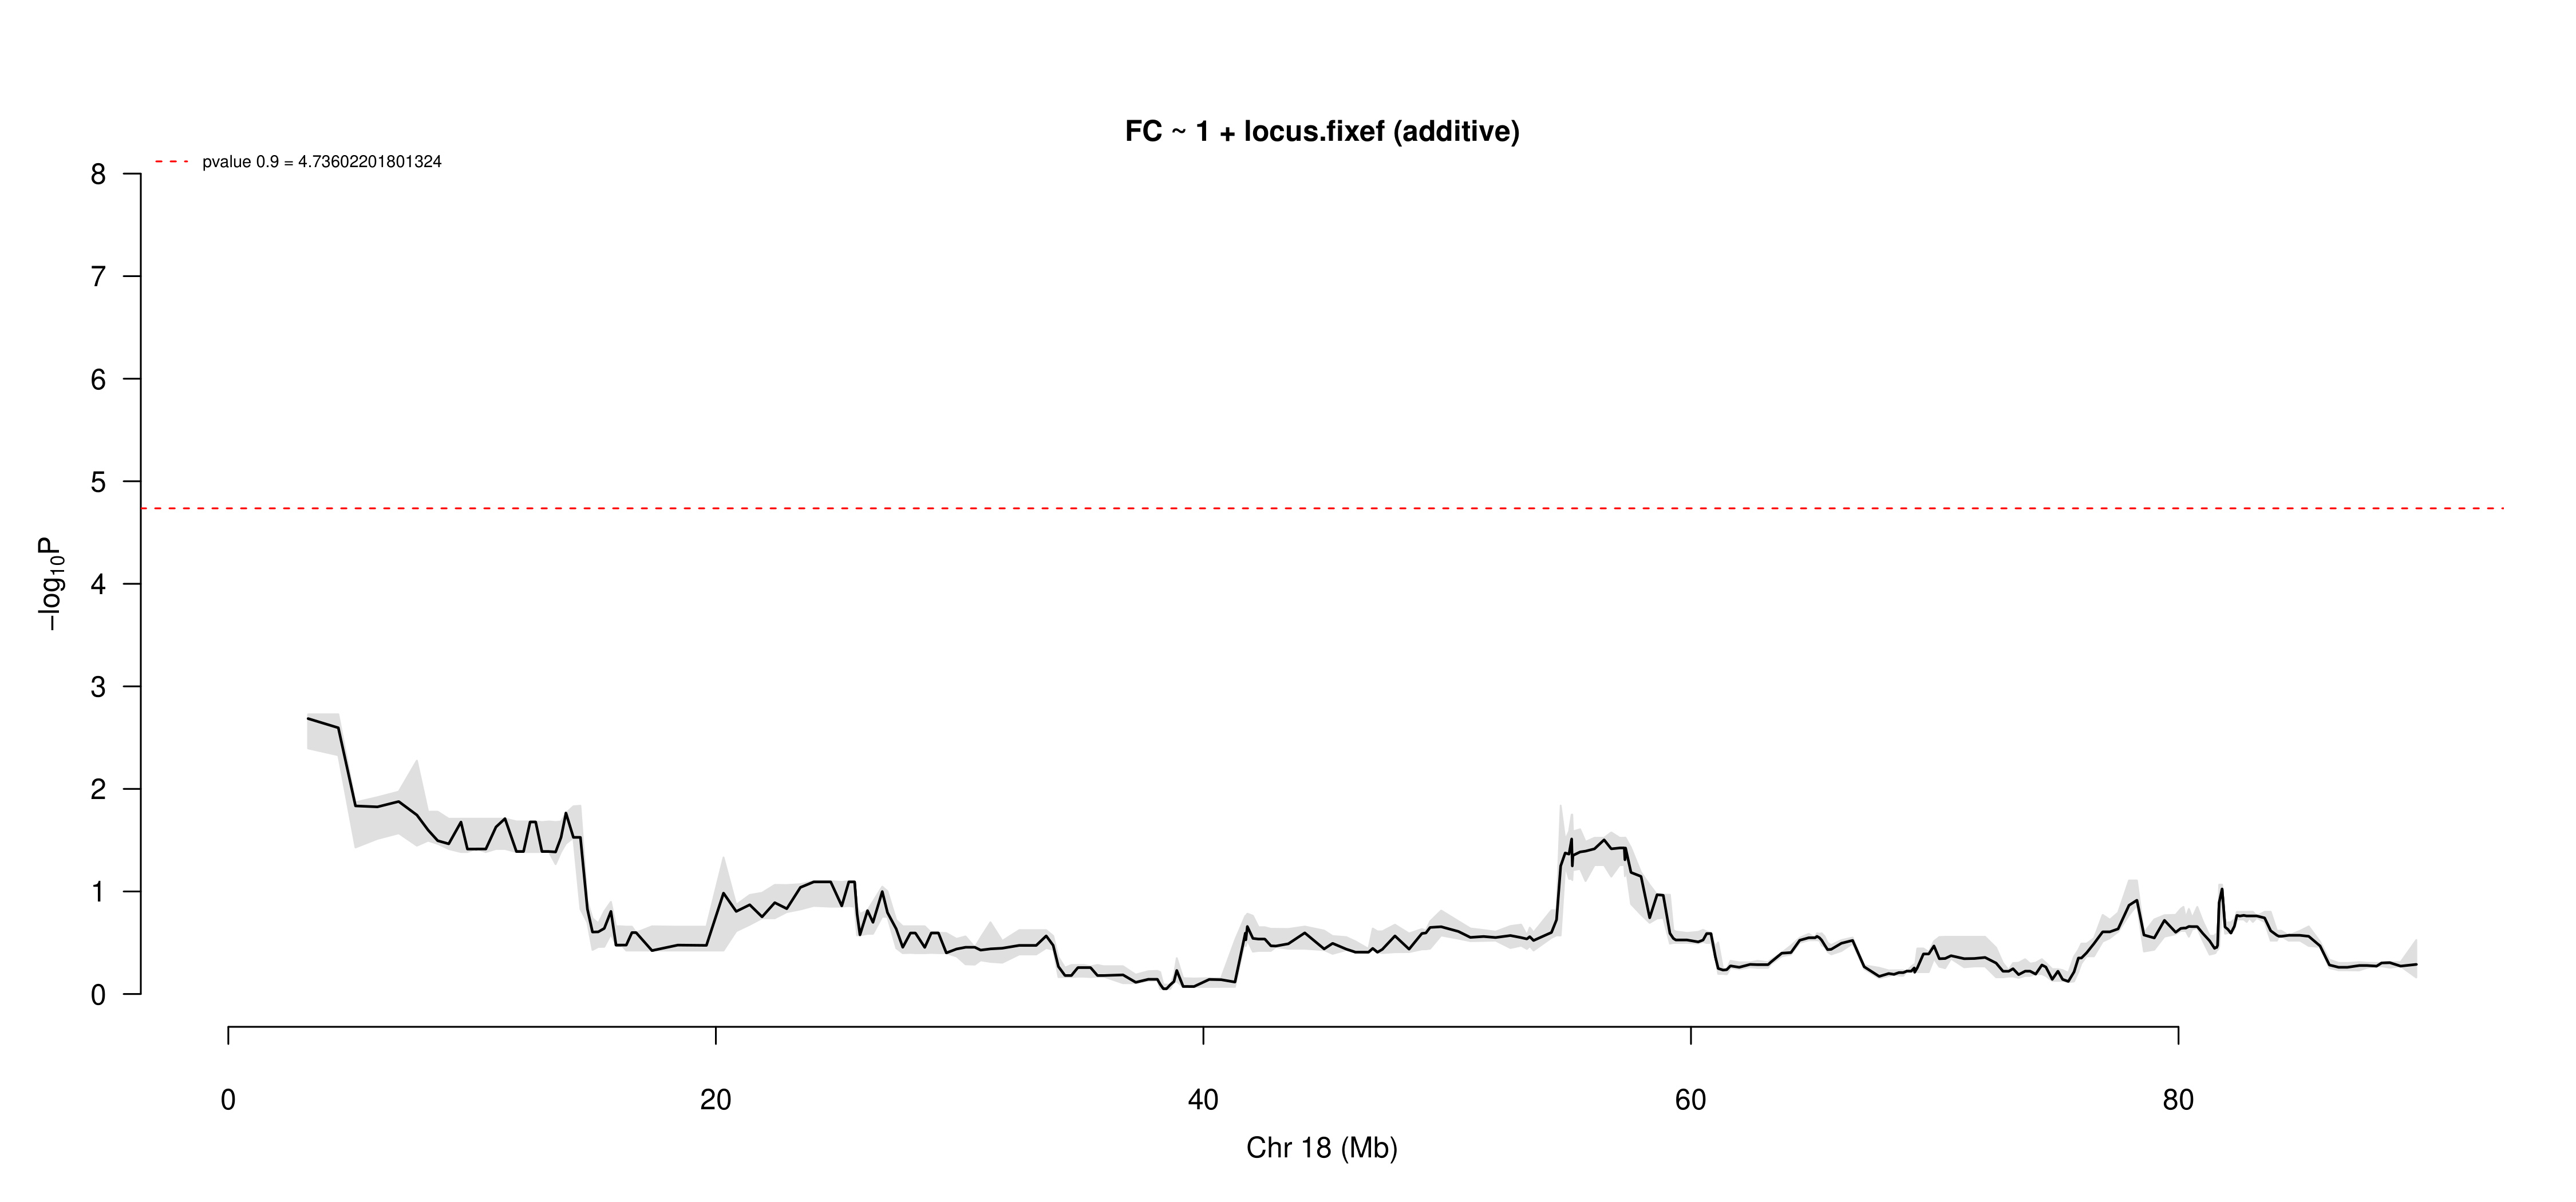 FC ~ 1 + locus.fixef (additive)
pvalue 0.9 = 4.73602201801324
8
7
6
5
4
3
2
1
0
−log10P
0 20 40 60 80
Chr 18 (Mb)